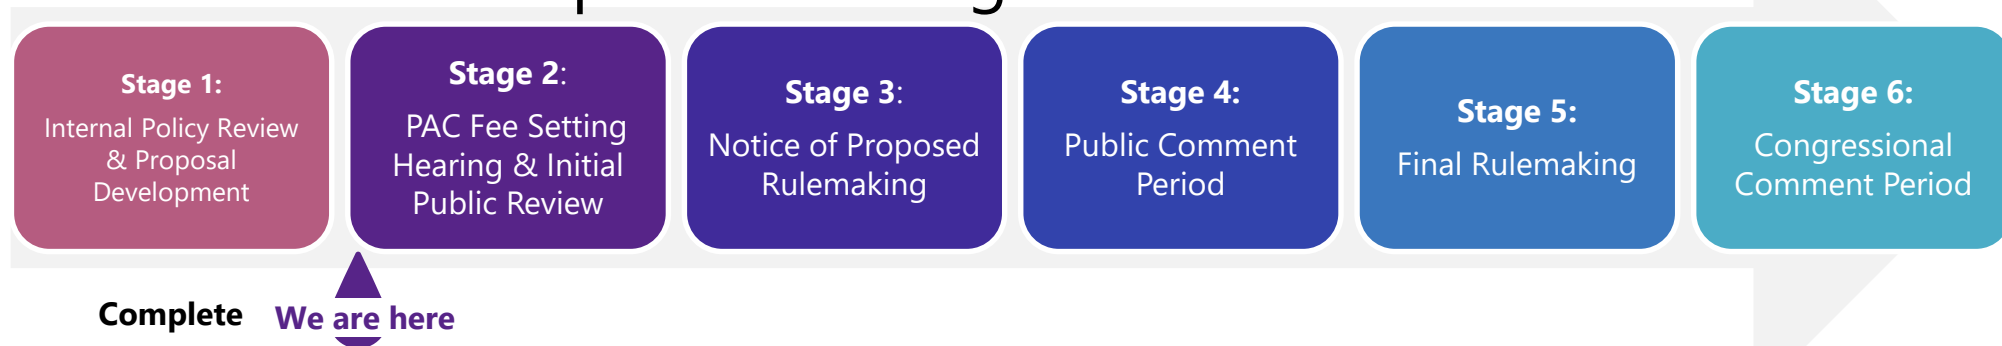 Stage 1:
Internal Policy Review
& Proposal
Development
Stage 2:
PAC Fee Setting
Hearing & Initial
Public Review
Stage 3:
Notice of Proposed
Rulemaking
Stage 4:
Public Comment
Period
Stage 5:
Final Rulemaking
Stage 6:
Congressional
Comment Period
Complete
We are here